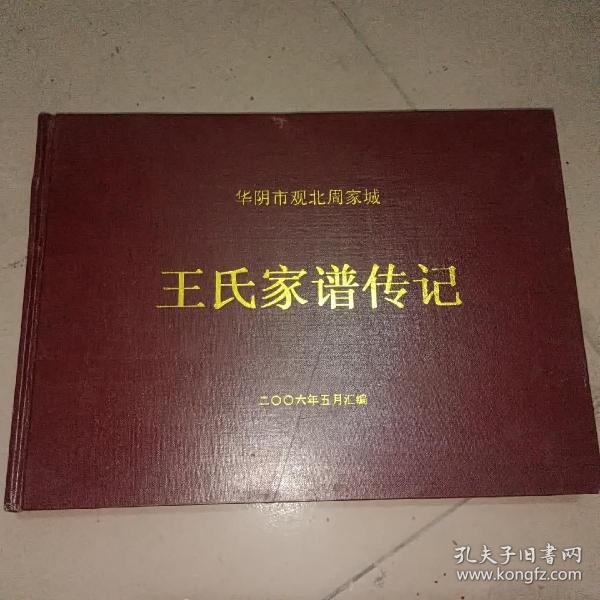 华阴市观北周家城
王氏家谱传记
二〇〇六年五月汇编
孔夫子旧书网
www.kongfz.com